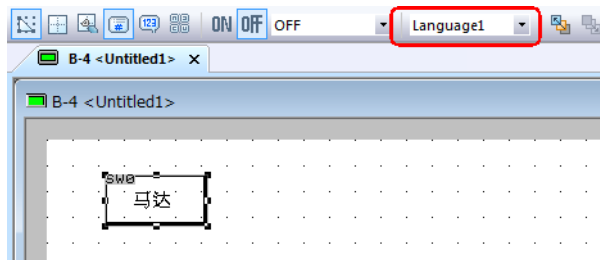 ON OFF OFF Language1
B-4 <Untitled1> x
B-4 <Untitled1>
SW0
马达